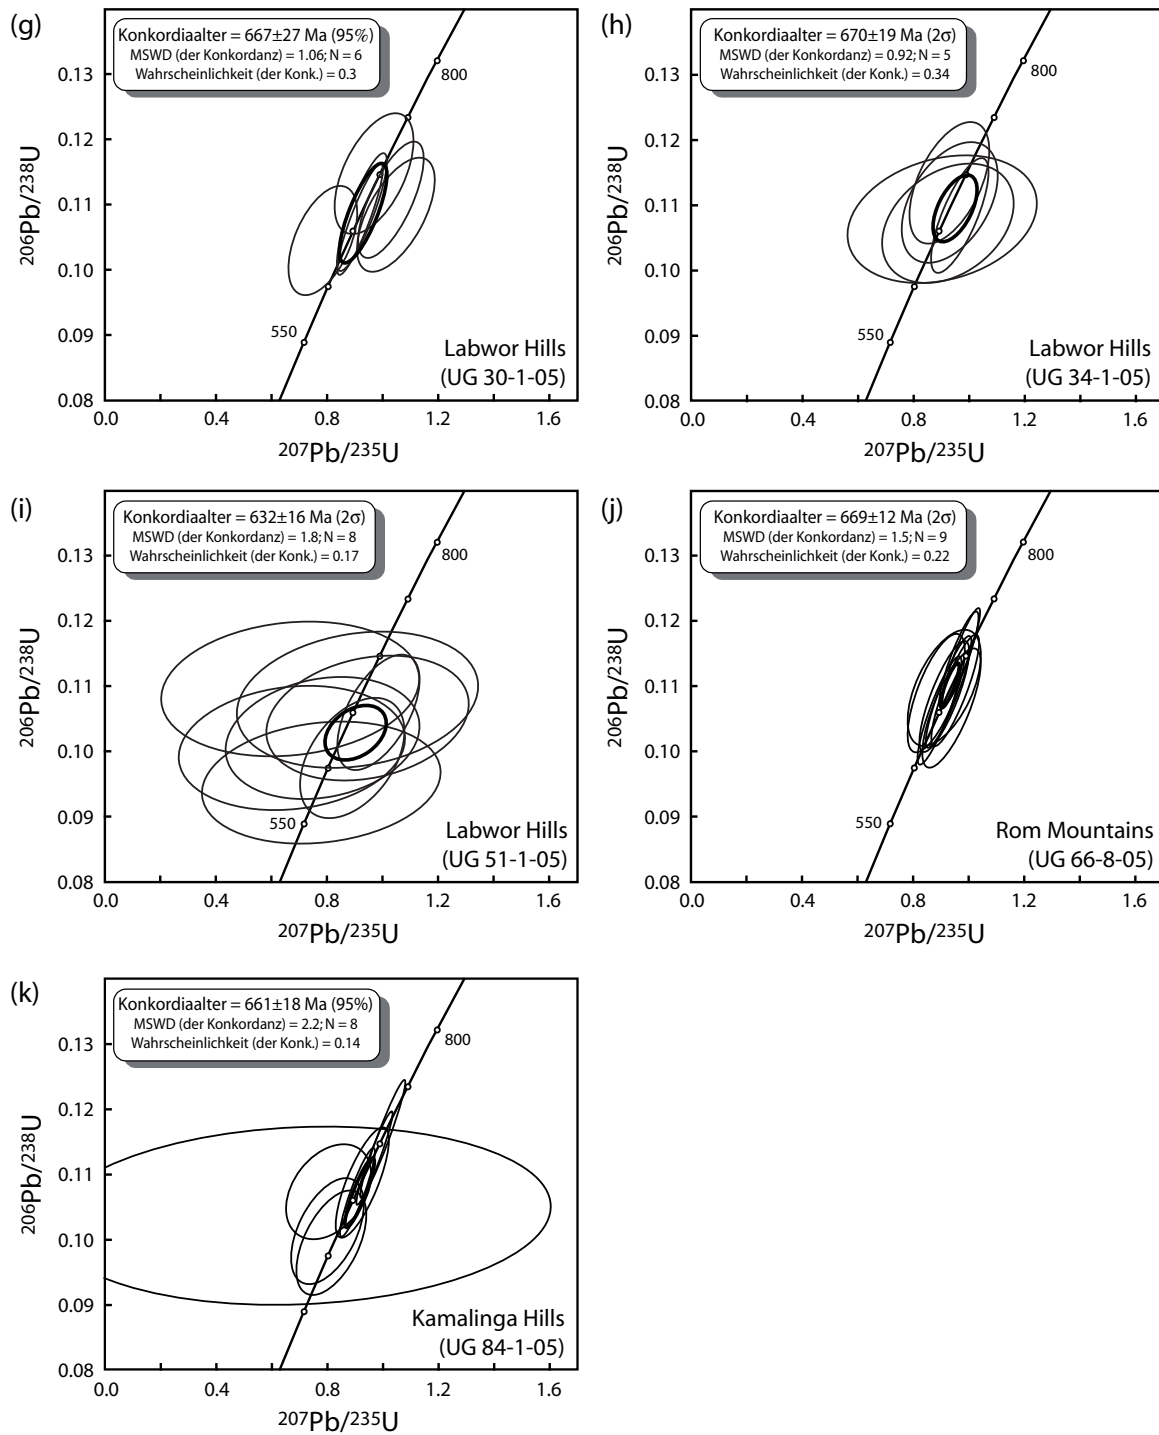 (g)
Konkordiaalter = 667±27 Ma (95%)
MSWD (der Konkordanz) = 1.06; N = 6
Wahrscheinlichkeit (der Konk.) = 0.3
0.13
0.12
0.11
0.10
0.09
0.08
206Pb/238U
800
550
Labwor Hills
(UG 30-1-05)
0.0 0.4 0.8 1.2 1.6
207Pb/235U
(h)
Konkordiaalter = 670±19 Ma (2σ)
MSWD (der Konkordanz) = 0.92; N = 5
Wahrscheinlichkeit (der Konk.) = 0.34
0.13
0.12
0.11
0.10
0.09
0.08
206Pb/238U
800
550
Labwor Hills
(UG 34-1-05)
0.0 0.4 0.8 1.2 1.6
207Pb/235U
(i)
Konkordiaalter = 632±16 Ma (2σ)
MSWD (der Konkordanz) = 1.8; N = 8
Wahrscheinlichkeit (der Konk.) = 0.17
0.13
0.12
0.11
0.10
0.09
0.08
206Pb/238U
800
550
Labwor Hills
(UG 51-1-05)
0.0 0.4 0.8 1.2 1.6
207Pb/235U
(j)
Konkordiaalter = 669±12 Ma (2σ)
MSWD (der Konkordanz) = 1.5; N = 9
Wahrscheinlichkeit (der Konk.) = 0.22
0.13
0.12
0.11
0.10
0.09
0.08
206Pb/238U
800
550
Rom Mountains
(UG 66-8-05)
0.0 0.4 0.8 1.2 1.6
207Pb/235U
(k)
Konkordiaalter = 661±18 Ma (95%)
MSWD (der Konkordanz) = 2.2; N = 8
Wahrscheinlichkeit (der Konk.) = 0.14
0.13
0.12
0.11
0.10
0.09
0.08
206Pb/238U
800
Kamalinga Hills
(UG 84-1-05)
0.0 0.4 0.8 1.2 1.6
207Pb/235U